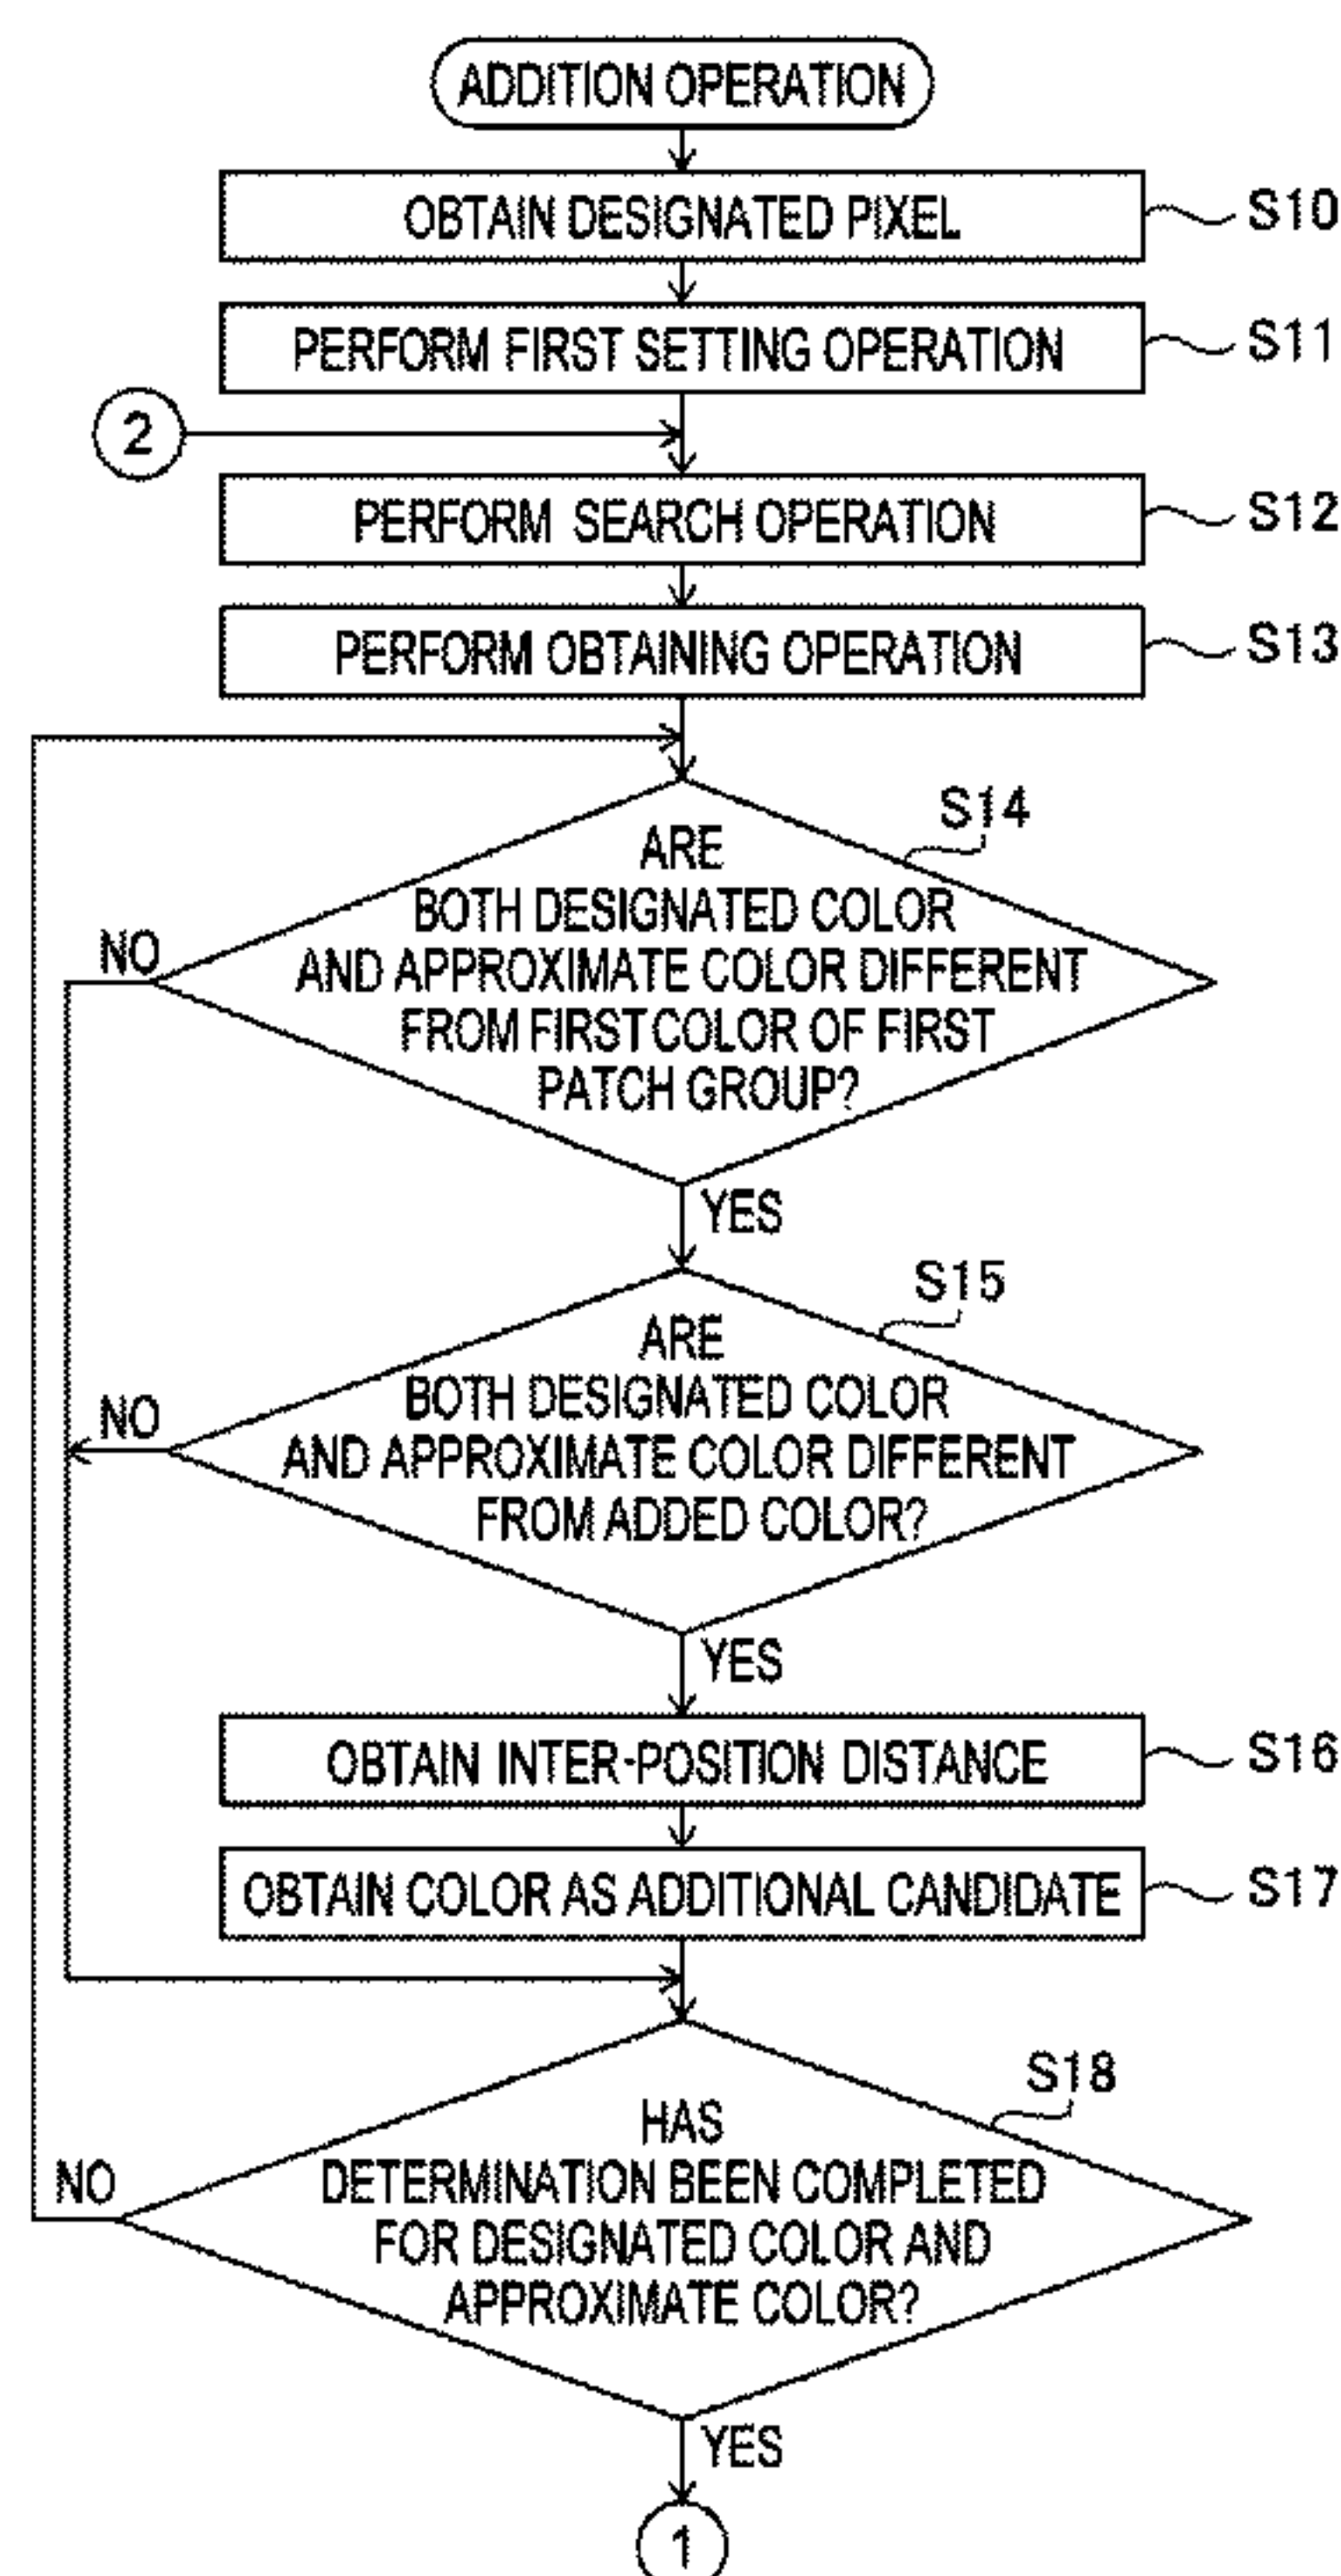 ADDITION OPERATION
OBTAIN DESIGNATED PIXEL
S10
PERFORM FIRST SETTING OPERATION
S11
2
PERFORM SEARCH OPERATION
S12
PERFORM OBTAINING OPERATION
S13
S14
ARE
BOTH DESIGNATED COLOR
AND APPROXIMATE COLOR DIFFERENT
FROM FIRST COLOR OF FIRST
PATCH GROUP?
NO
YES
S15
ARE
BOTH DESIGNATED COLOR
AND APPROXIMATE COLOR DIFFERENT
FROM ADDED COLOR?
NO
YES
OBTAIN INTER-POSITION DISTANCE
S16
OBTAIN COLOR AS ADDITIONAL CANDIDATE
S17
S18
HAS
DETERMINATION BEEN COMPLETED
FOR DESIGNATED COLOR AND
APPROXIMATE COLOR?
NO
YES
1